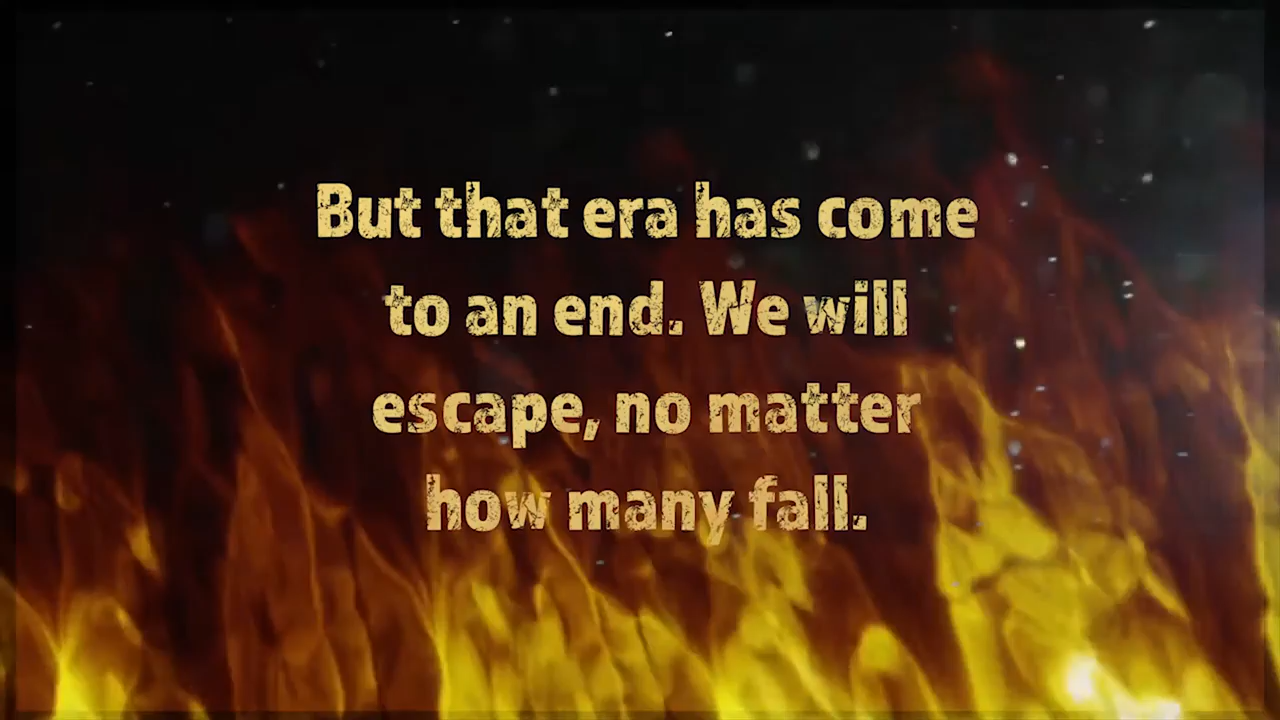 But that era has come
to an end. We will
escape, no matter
how many fall.